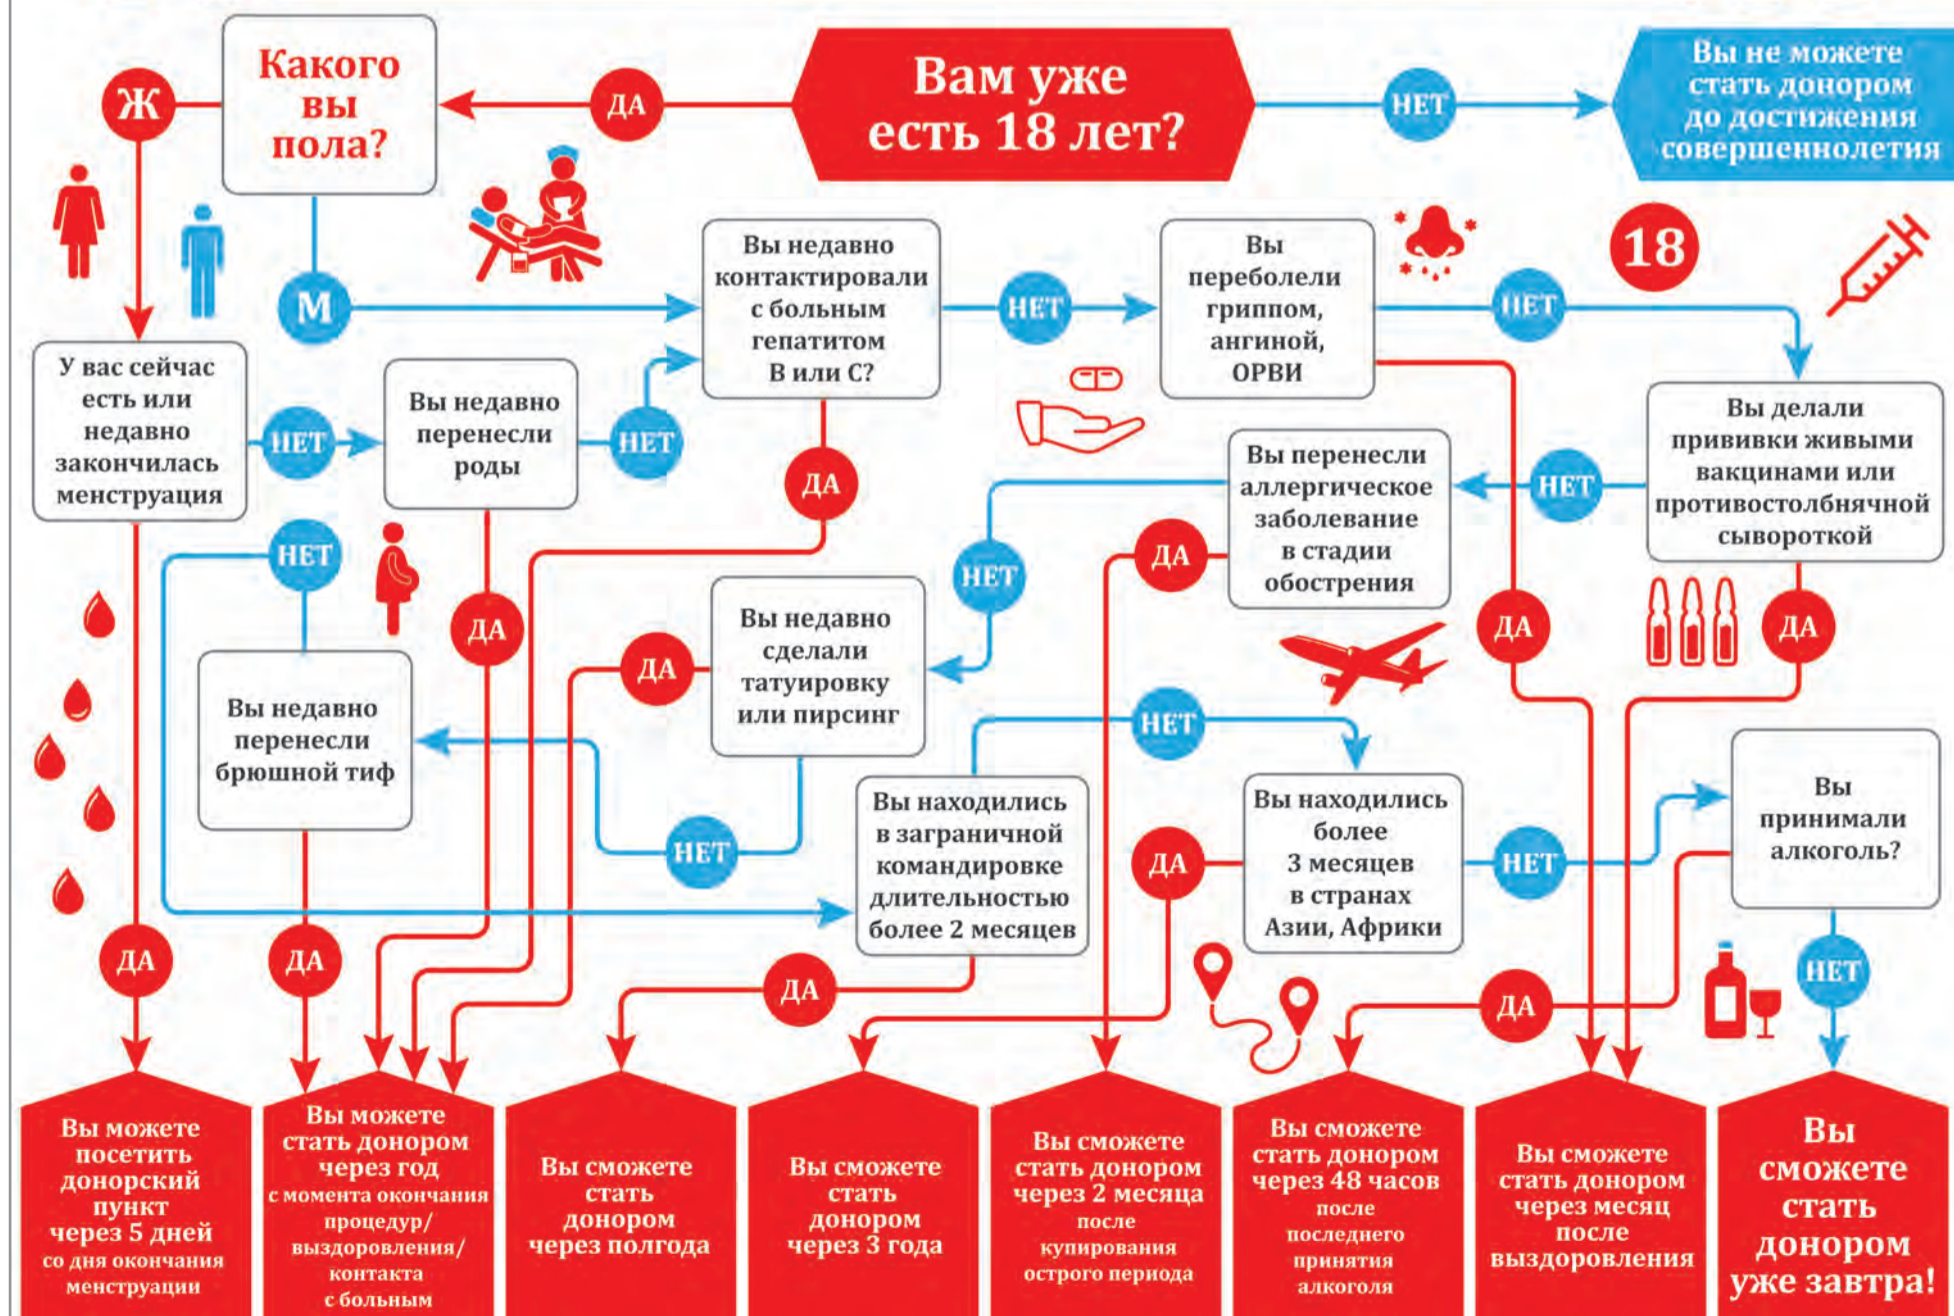 Какого
вы
пола?
Ж
ДА
Вам уже
есть 18 лет?
НЕТ
Вы не можете
стать донором
до достижения
совершеннолетия
М
Вы недавно
контактировали
с больным
гепатитом
В или С?
НЕТ
Вы
переболели
гриппом,
ангиной,
ОРВИ
НЕТ
18
У вас сейчас
есть или
недавно
закончилась
менструация
НЕТ
Вы недавно
перенесли
роды
НЕТ
ДА
Вы делали
прививки живыми
вакцинами или
противостолбнячной
сывороткой
НЕТ
Вы перенесли
аллергическое
заболевание
в стадии
обострения
ДА
НЕТ
НЕТ
ДА
Вы недавно
сделали
татуировку
или пирсинг
ДА
ДА
ДА
Вы недавно
перенесли
брюшной тиф
НЕТ
НЕТ
Вы находились
в заграничной
командировке
длительностью
более 2 месяцев
ДА
Вы находились
более
3 месяцев
в странах
Азии, Африки
НЕТ
Вы
принимали
алкоголь?
ДА
ДА
ДА
ДА
НЕТ
Вы можете
посетить
донорский
пункт
через 5 дней
со дня окончания
менструации
Вы можете
стать донором
через год
с момента окончания
процедур/
выздоровления/
контакта
с больным
Вы сможете
стать
донором
через полгода
Вы сможете
стать
донором
через 3 года
Вы сможете
стать донором
через 2 месяца
после
купирования
острого периода
Вы сможете
стать донором
через 48 часов
после
последнего
принятия
алкоголя
Вы сможете
стать донором
через месяц
после
выздоровления
Вы
сможете
стать
донором
уже завтра!